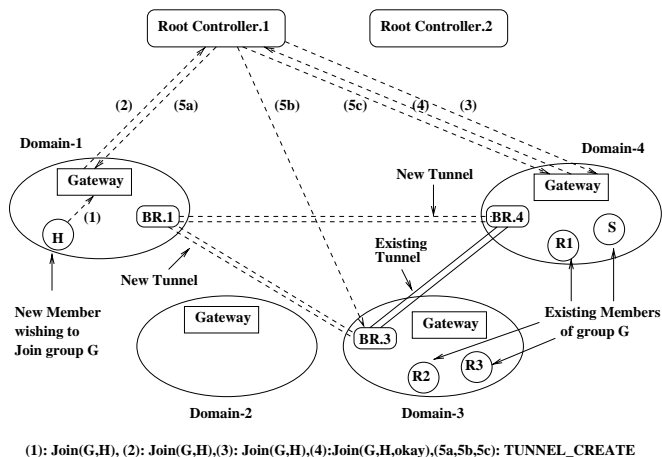 Root Controller.1
Root Controller.2
(2)
(5a)
(5b)
(5c)
(4)
(3)
Domain-1
Domain-4
Gateway
Gateway
New Tunnel
(1)
H
BR.1
BR.4
R1
S
Existing
Tunnel
New Tunnel
New Member
wishing to
Join group G
Gateway
Gateway
Existing Members
of group G
BR.3
R2
R3
Domain-2
Domain-3
(1): Join(G,H), (2): Join(G,H),(3): Join(G,H),(4):Join(G,H,okay),(5a,5b,5c): TUNNEL_CREATE